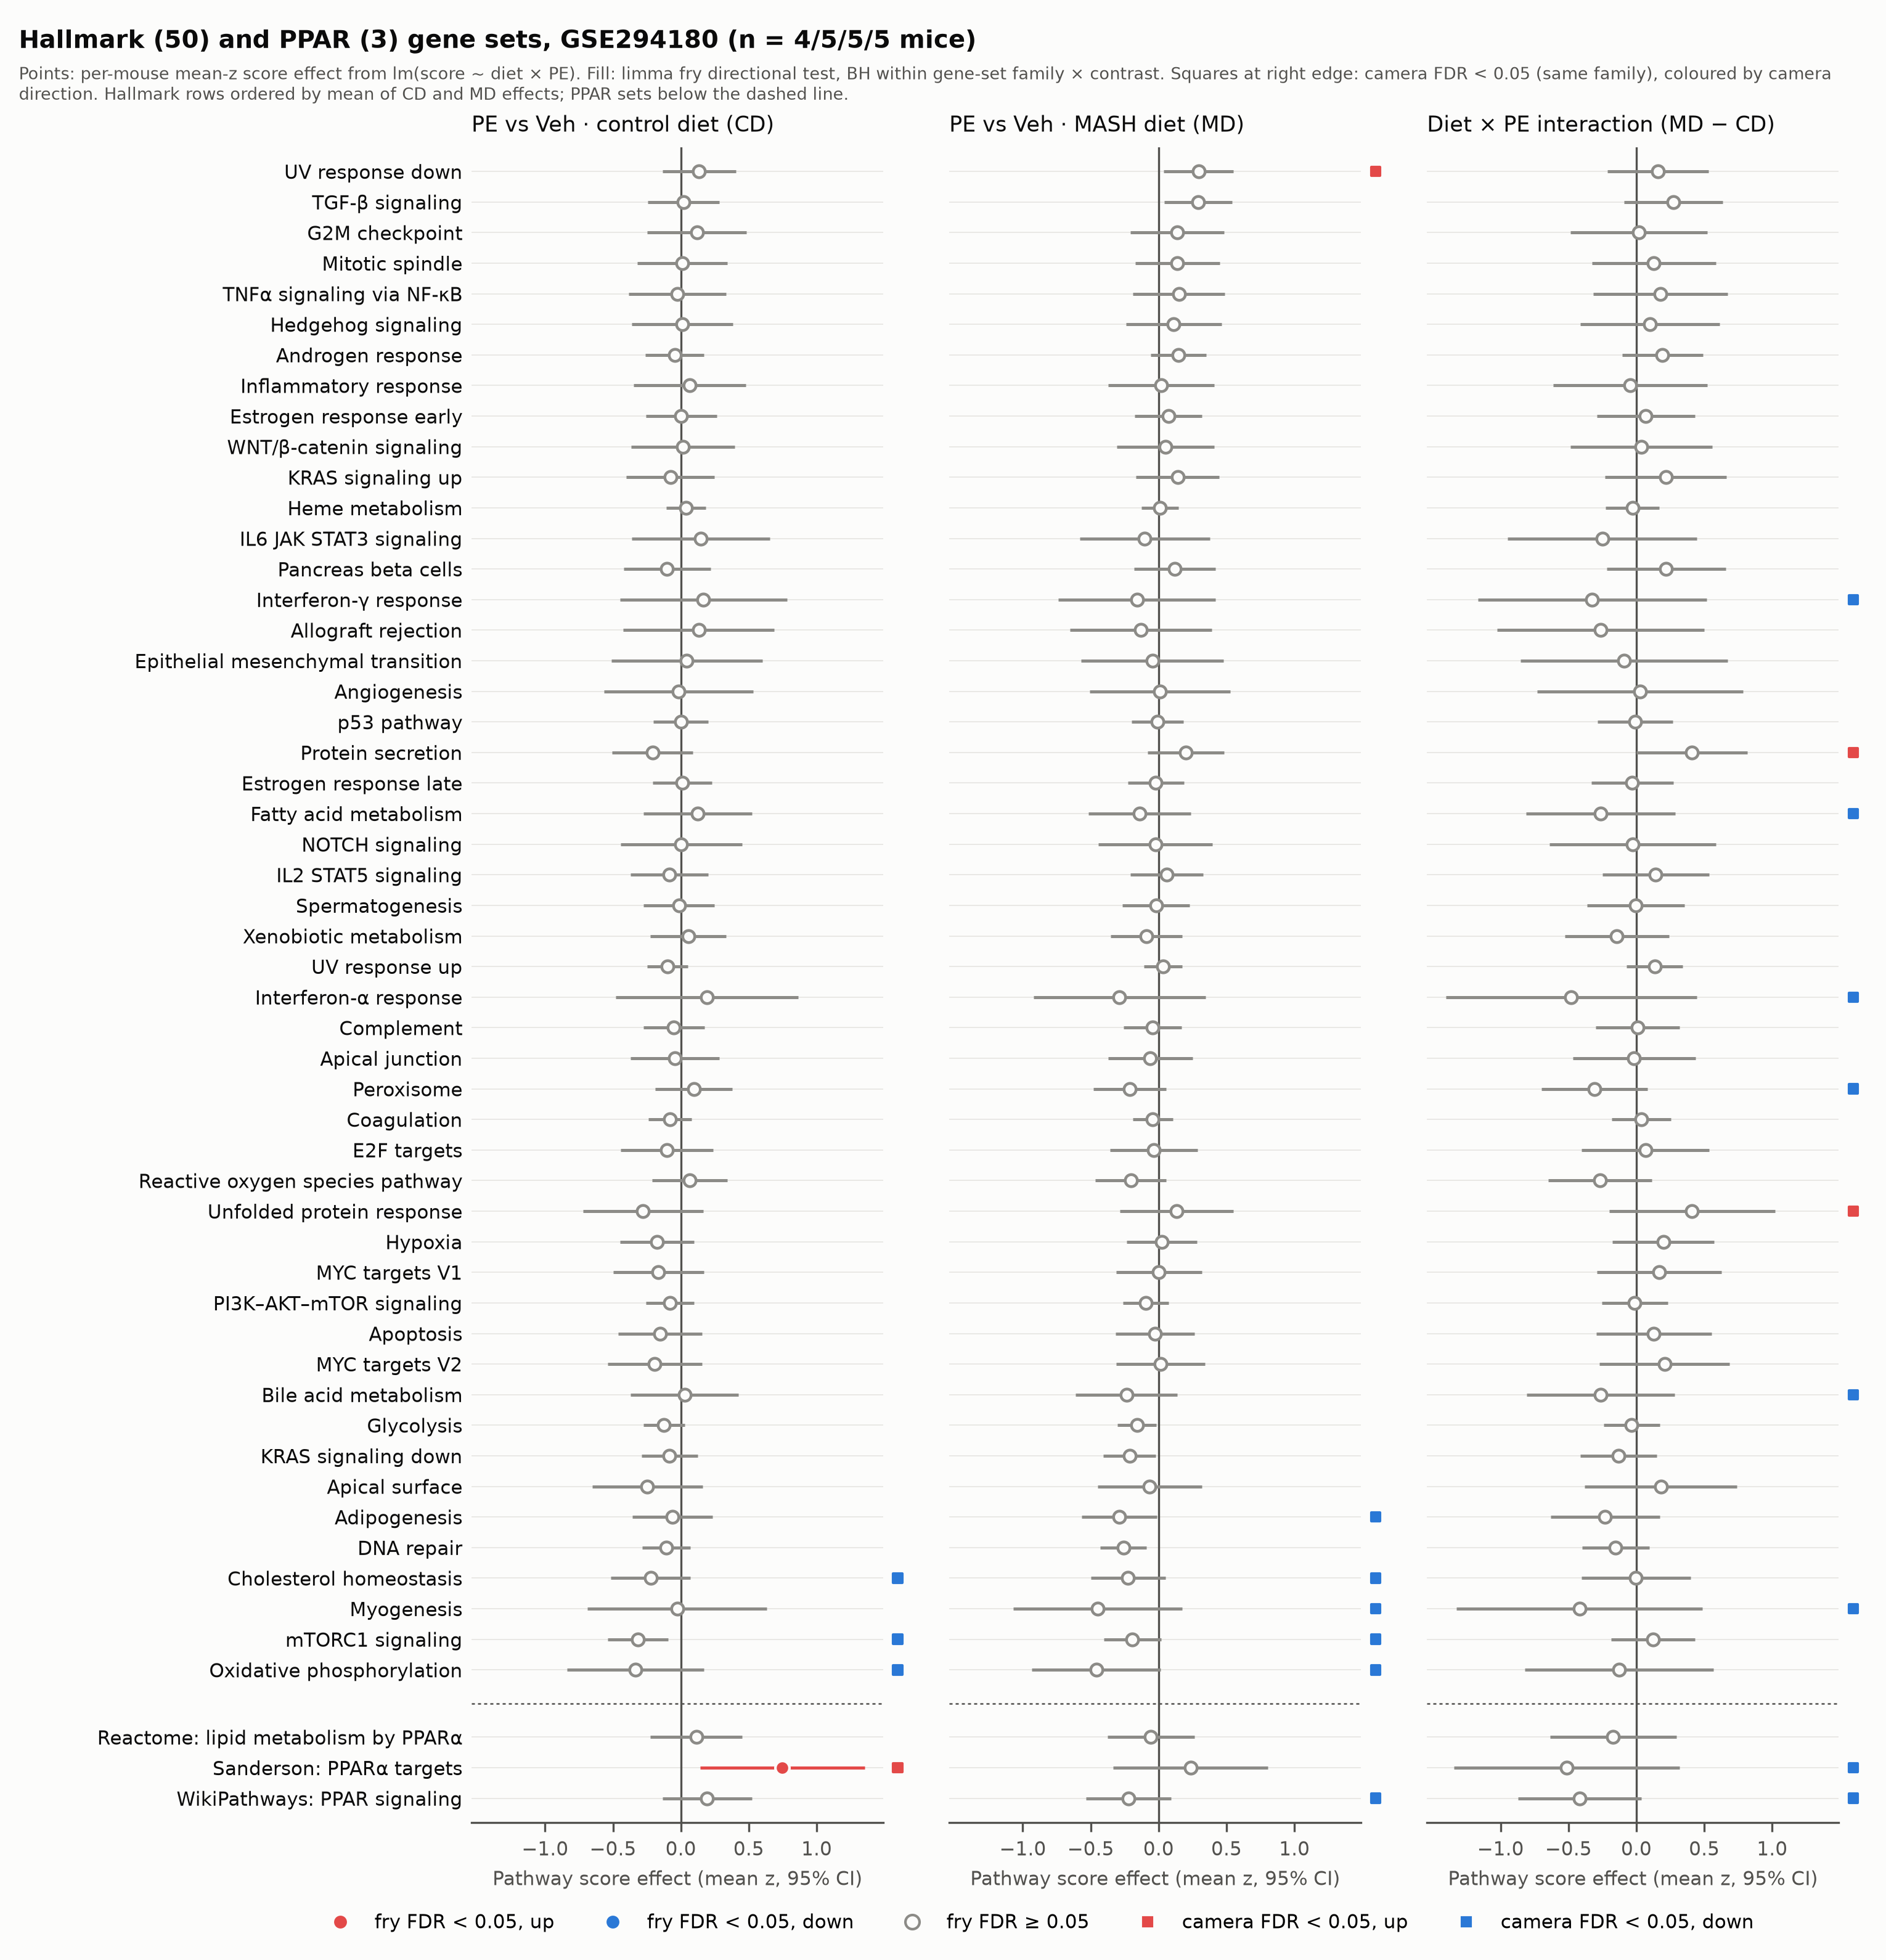 Hallmark (50) and PPAR (3) gene sets, GSE294180 (n = 4/5/5/5 mice)
Points: per-mouse mean-z score effect from lm(score ~ diet × PE). Fill: limma fry directional test, BH within gene-set family × contrast. Squares at right edge: camera FDR < 0.05 (same family), coloured by camera
direction. Hallmark rows ordered by mean of CD and MD effects; PPAR sets below the dashed line.
PE vs Veh · control diet (CD)
PE vs Veh · MASH diet (MD)
Diet × PE interaction (MD − CD)
UV response down
TGF-β signaling
G2M checkpoint
Mitotic spindle
TNFα signaling via NF-κB
Hedgehog signaling
Androgen response
Inflammatory response
Estrogen response early
WNT/β-catenin signaling
KRAS signaling up
Heme metabolism
IL6 JAK STAT3 signaling
Pancreas beta cells
Interferon-γ response
Allograft rejection
Epithelial mesenchymal transition
Angiogenesis
p53 pathway
Protein secretion
Estrogen response late
Fatty acid metabolism
NOTCH signaling
IL2 STAT5 signaling
Spermatogenesis
Xenobiotic metabolism
UV response up
Interferon-α response
Complement
Apical junction
Peroxisome
Coagulation
E2F targets
Reactive oxygen species pathway
Unfolded protein response
Hypoxia
MYC targets V1
PI3K–AKT–mTOR signaling
Apoptosis
MYC targets V2
Bile acid metabolism
Glycolysis
KRAS signaling down
Apical surface
Adipogenesis
DNA repair
Cholesterol homeostasis
Myogenesis
mTORC1 signaling
Oxidative phosphorylation
Reactome: lipid metabolism by PPARα
Sanderson: PPARα targets
WikiPathways: PPAR signaling
−1.0 −0.5 0.0 0.5 1.0
−1.0 −0.5 0.0 0.5 1.0
−1.0 −0.5 0.0 0.5 1.0
Pathway score effect (mean z, 95% CI)
Pathway score effect (mean z, 95% CI)
Pathway score effect (mean z, 95% CI)
fry FDR < 0.05, up
fry FDR < 0.05, down
fry FDR ≥ 0.05
camera FDR < 0.05, up
camera FDR < 0.05, down